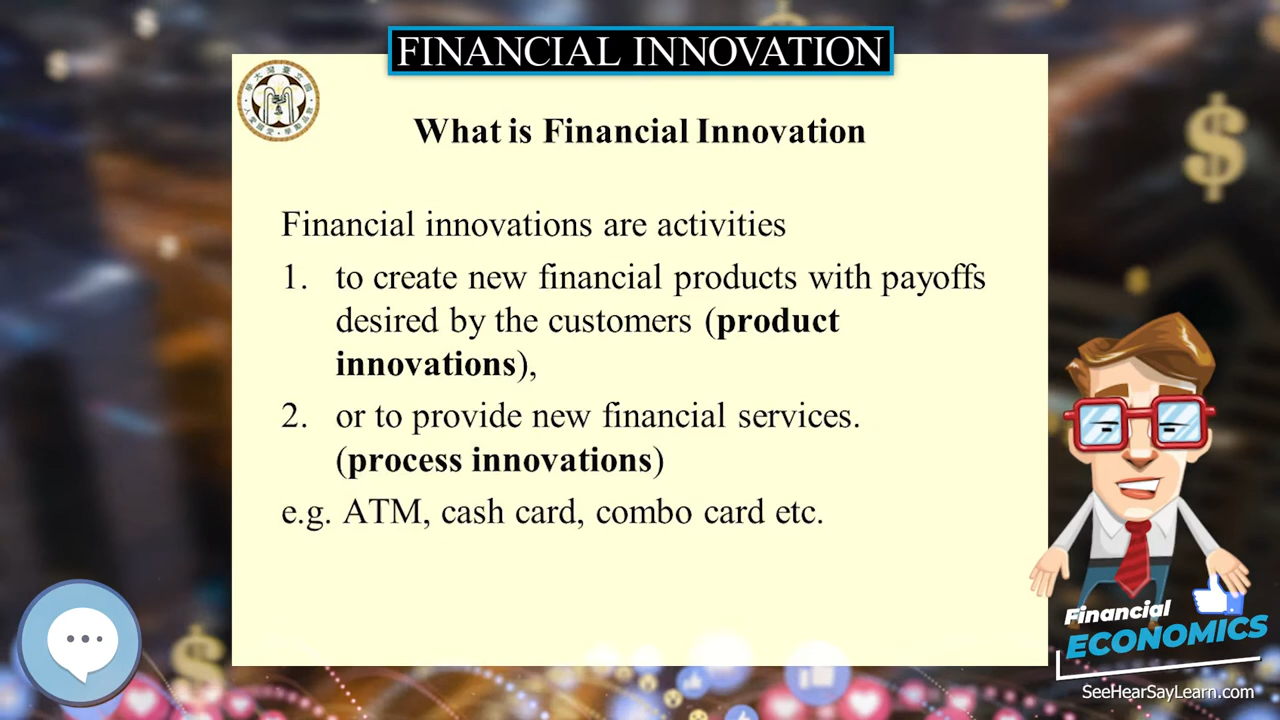 FINANCIAL INNOVATION
What is Financial Innovation
Financial innovations are activities
1. to create new financial products with payoffs
desired by the customers (product
innovations),
2. or to provide new financial services.
(process innovations)
e.g. ATM, cash card, combo card etc.
Financial
ECONOMICS
SeeHearSayLearn.com